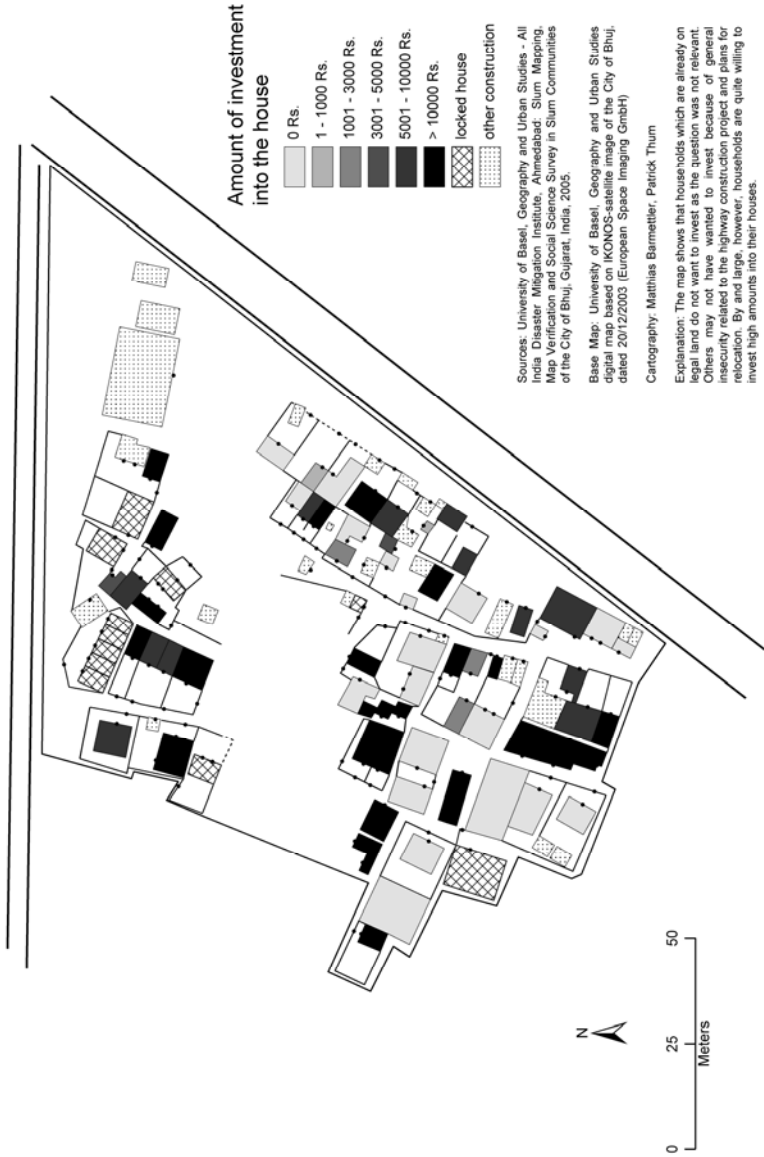 Amount of investment
into the house
0 Rs.
1 - 1000 Rs.
1001 - 3000 Rs.
3001 - 5000 Rs.
5001 - 10000 Rs.
> 10000 Rs.
locked house
other construction
Sources: University of Basel, Geography and Urban Studies - All
India Disaster Mitigation Institute, Ahmedabad: Slum Mapping,
Map Verification and Social Science Survey in Slum Communities
of the City of Bhuj, Gujarat, India, 2005.
Base Map: University of Basel, Geography and Urban Studies
digital map based on IKONOS-satellite image of the City of Bhuj,
dated 20/12/2003 (European Space Imaging GmbH)
Cartography: Matthias Barmettler, Patrick Thum
Explanation: The map shows that households which are already on
legal land do not want to invest as the question was not relevant.
Others may not have wanted to invest because of general
insecurity related to the highway construction project and plans for
relocation. By and large, however, households are quite willing to
invest high amounts into their houses.
N
0 25 50
Meters